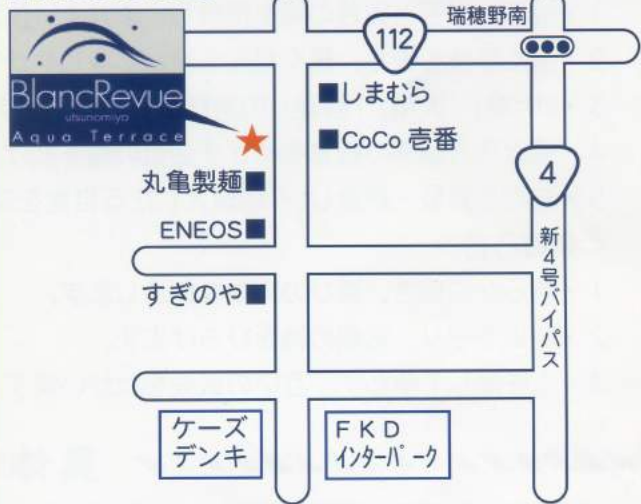 瑞穂野南
112
BlancRevue
utsunomiya
Aqua Terrace
■しまむら
■CoCo 壱番
丸亀製麺■
ENEOS■
4
新4号バイパス
すぎのや■
ケーズ
デンキ
FKD
インターパーク